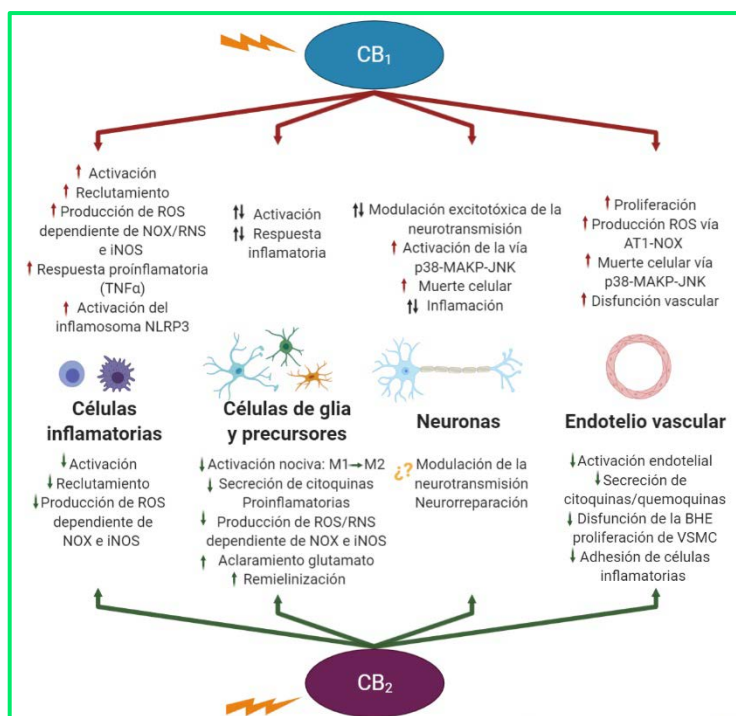 CB₁
↑ Activación
↑ Reclutamiento
↑ Producción de ROS
dependiente de NOX/RNS
e iNOS
↑ Respuesta proínflamatoria
(TNFα)
↑ Activación del
inflamosoma NLRP3
↑↓ Activación
↑↓ Respuesta
inflamatoria
↑↓ Modulación excitotóxica de la
neurotransmisión
↑ Activación de la vía
p38-MAKP-JNK
↑ Muerte celular
↑↓ Inflamación
↑ Proliferación
↑ Producción ROS vía
AT1-NOX
↑ Muerte celular vía
p38-MAKP-JNK
↑ Disfunción vascular
Células
inflamatorias
Células de glia
y precursores
Neuronas
Endotelio vascular
↓ Activación
↓ Reclutamiento
↓ Producción de ROS
dependiente de
NOX e iNOS
↓ Activación nociva: M1→M2
↓ Secreción de citoquinas
Proinflamatorias
↓ Producción de ROS/RNS
dependiente de NOX e iNOS
↑ Aclaramiento glutamato
↑ Remielinización
¿? Modulación de la
neurotransmisión
Neurorreparación
↓ Activación endotelial
↓ Secreción de
citoquinas/quemoquinas
↓ Disfunción de la BHE
proliferación de VSMC
↓ Adhesión de células
inflamatorias
CB₂